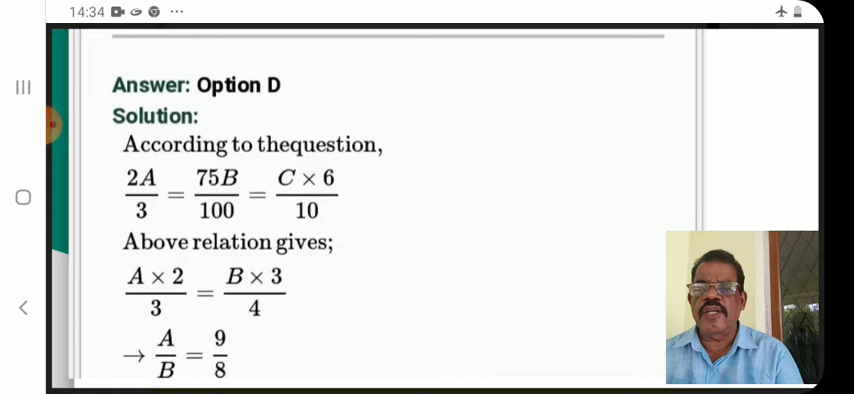 14:34
Answer: Option D
Solution:
According to thequestion,
2A/3 = 75B/100 = C × 6/10
Above relation gives;
A × 2/3 = B × 3/4
→ A/B = 9/8